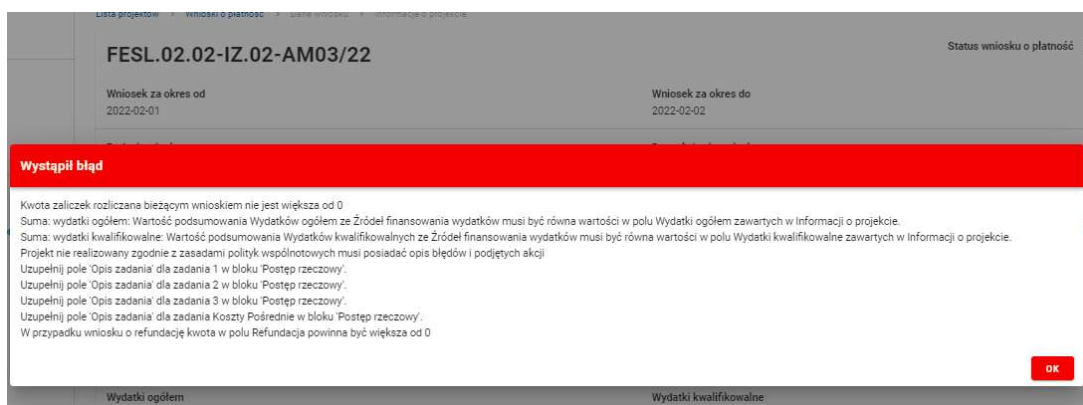 Lista projektów > Wnioski o płatność > Dane wniosku > Informacje o projekcie
FESL.02.02-IZ.02-AM03/22
Status wniosku o płatność
Wniosek za okres od
Wniosek za okres do
2022-02-01
2022-02-02
Wystąpił błąd
Kwota zaliczek rozliczana bieżącym wnioskiem nie jest większa od 0
Suma: wydatki ogółem: Wartość podsumowania Wydatków ogółem ze Źródeł finansowania wydatków musi być równa wartości w polu Wydatki ogółem zawartych w Informacji o projekcie.
Suma: wydatki kwalifikowalne: Wartość podsumowania Wydatków kwalifikowalnych ze Źródeł finansowania wydatków musi być równa wartości w polu Wydatki kwalifikowalne zawartych w Informacji o projekcie.
Projekt nie realizowany zgodnie z zasadami polityk wspólnotowych musi posiadać opis błędów i podjętych akcji
Uzupełnij pole 'Opis zadania' dla zadania 1 w bloku 'Postęp rzeczowy'.
Uzupełnij pole 'Opis zadania' dla zadania 2 w bloku 'Postęp rzeczowy'.
Uzupełnij pole 'Opis zadania' dla zadania 3 w bloku 'Postęp rzeczowy'.
Uzupełnij pole 'Opis zadania' dla zadania Koszty Pośrednie w bloku 'Postęp rzeczowy'.
W przypadku wniosku o refundację kwota w polu Refundacja powinna być większa od 0
OK
Wydatki ogółem
Wydatki kwalifikowalne